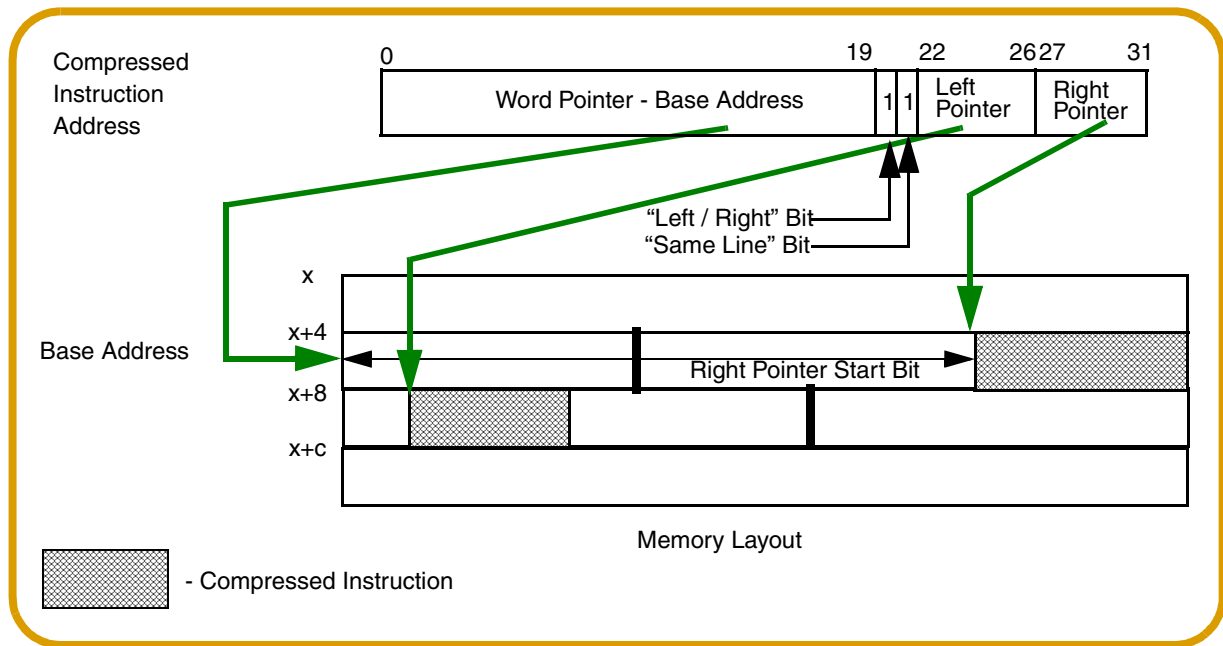 Compressed
Instruction
Address
0 19 22 26 27 31
Word Pointer - Base Address
1 1
Left
Pointer
Right
Pointer
“Left / Right” Bit
“Same Line” Bit
x
x+4
Base Address
Right Pointer Start Bit
x+8
x+c
Memory Layout
- Compressed Instruction